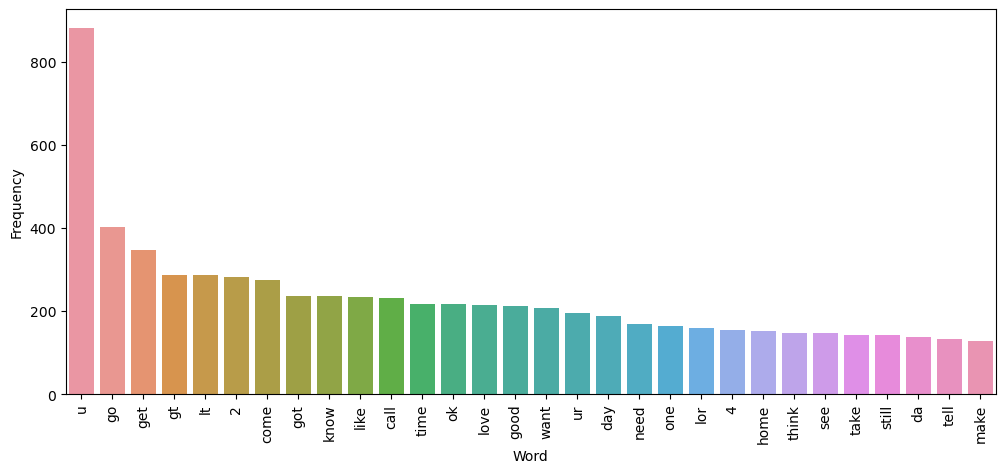 Frequency
800
600
400
200
0
u go get gt lt 2 come got know like call time ok love good want ur day need one lor 4 home think see take still da tell make
Word